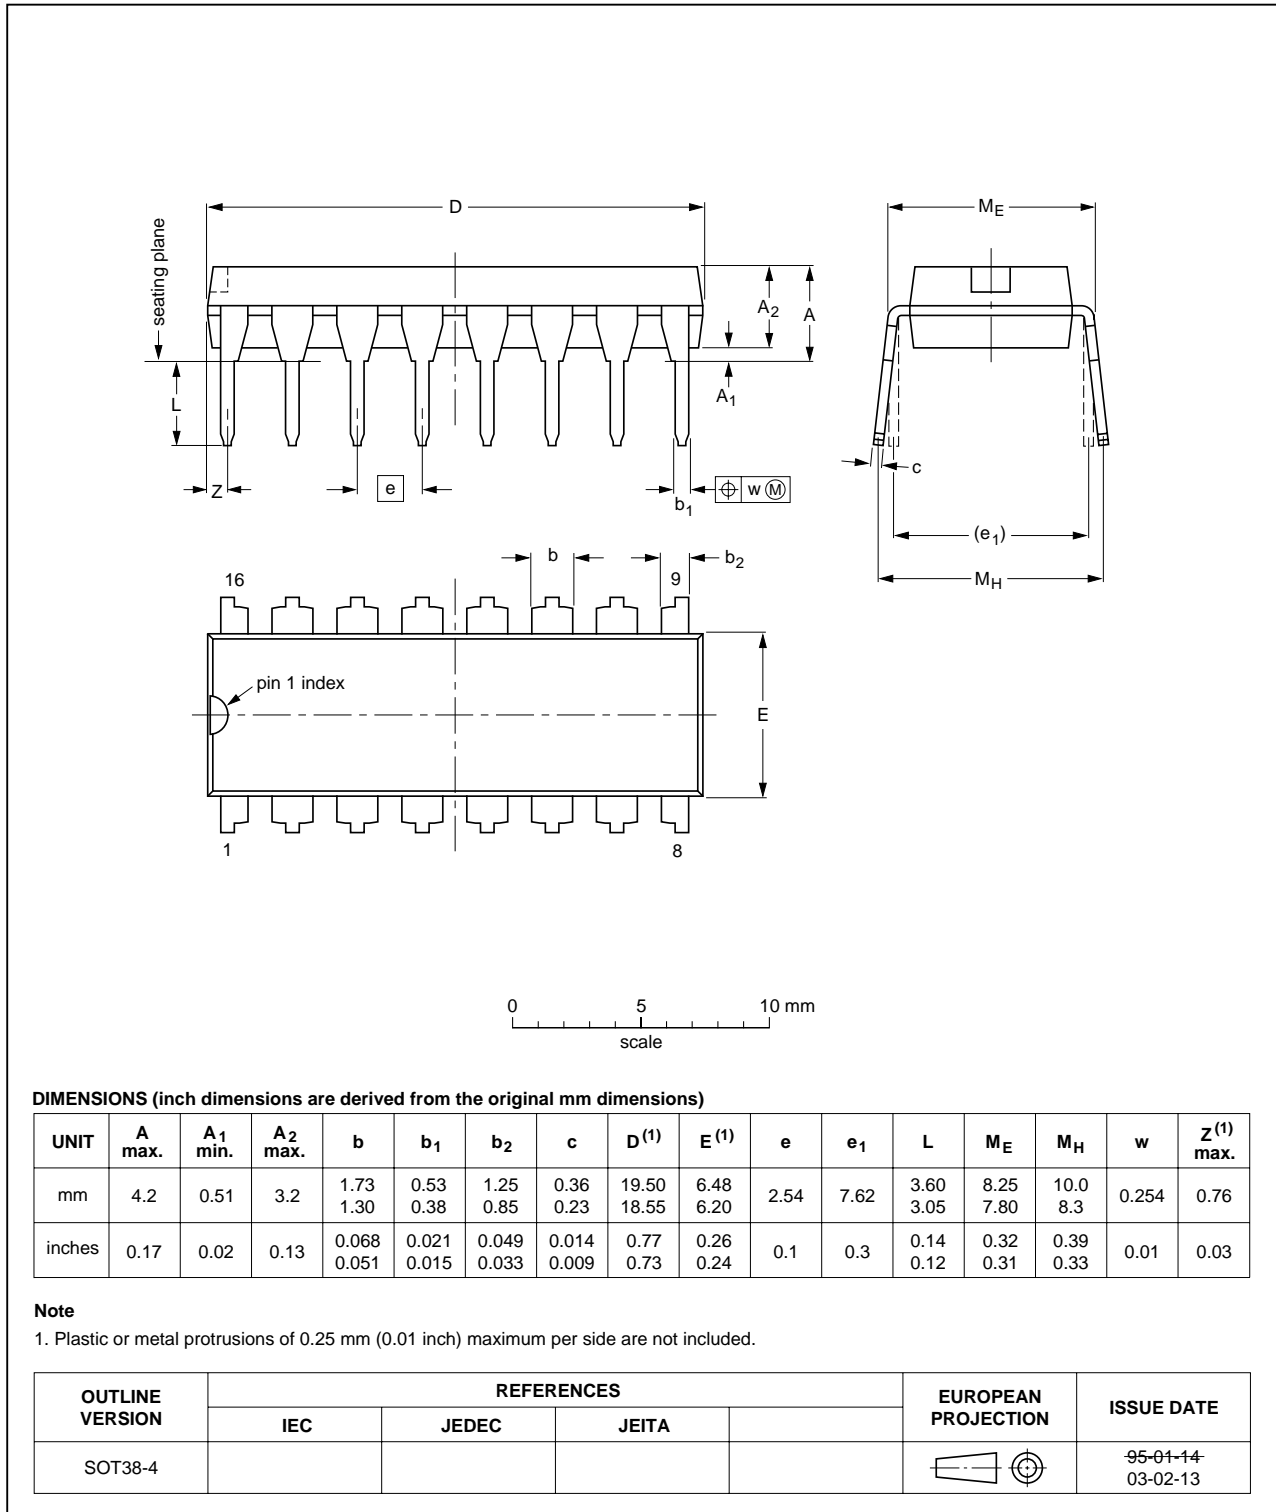 D
ME
seating plane
A2
A
L
A1
c
Z
e
b1
w M
(e1)
b
b2
MH
16
9
pin 1 index
E
1
8
0 5 10 mm
scale
DIMENSIONS (inch dimensions are derived from the original mm dimensions)
UNIT A max. A1 min. A2 max. b b1 b2 c D(1) E(1) e e1 L ME MH w Z(1) max.
mm 4.2 0.51 3.2 1.73 1.30 0.53 0.38 1.25 0.85 0.36 0.23 19.50 18.55 6.48 6.20 2.54 7.62 3.60 3.05 8.25 7.80 10.0 8.3 0.254 0.76
inches 0.17 0.02 0.13 0.068 0.051 0.021 0.015 0.049 0.033 0.014 0.009 0.77 0.73 0.26 0.24 0.1 0.3 0.14 0.12 0.32 0.31 0.39 0.33 0.01 0.03
Note
1. Plastic or metal protrusions of 0.25 mm (0.01 inch) maximum per side are not included.
OUTLINE VERSION REFERENCES EUROPEAN PROJECTION ISSUE DATE
IEC JEDEC JEITA
SOT38-4 95-01-14
03-02-13